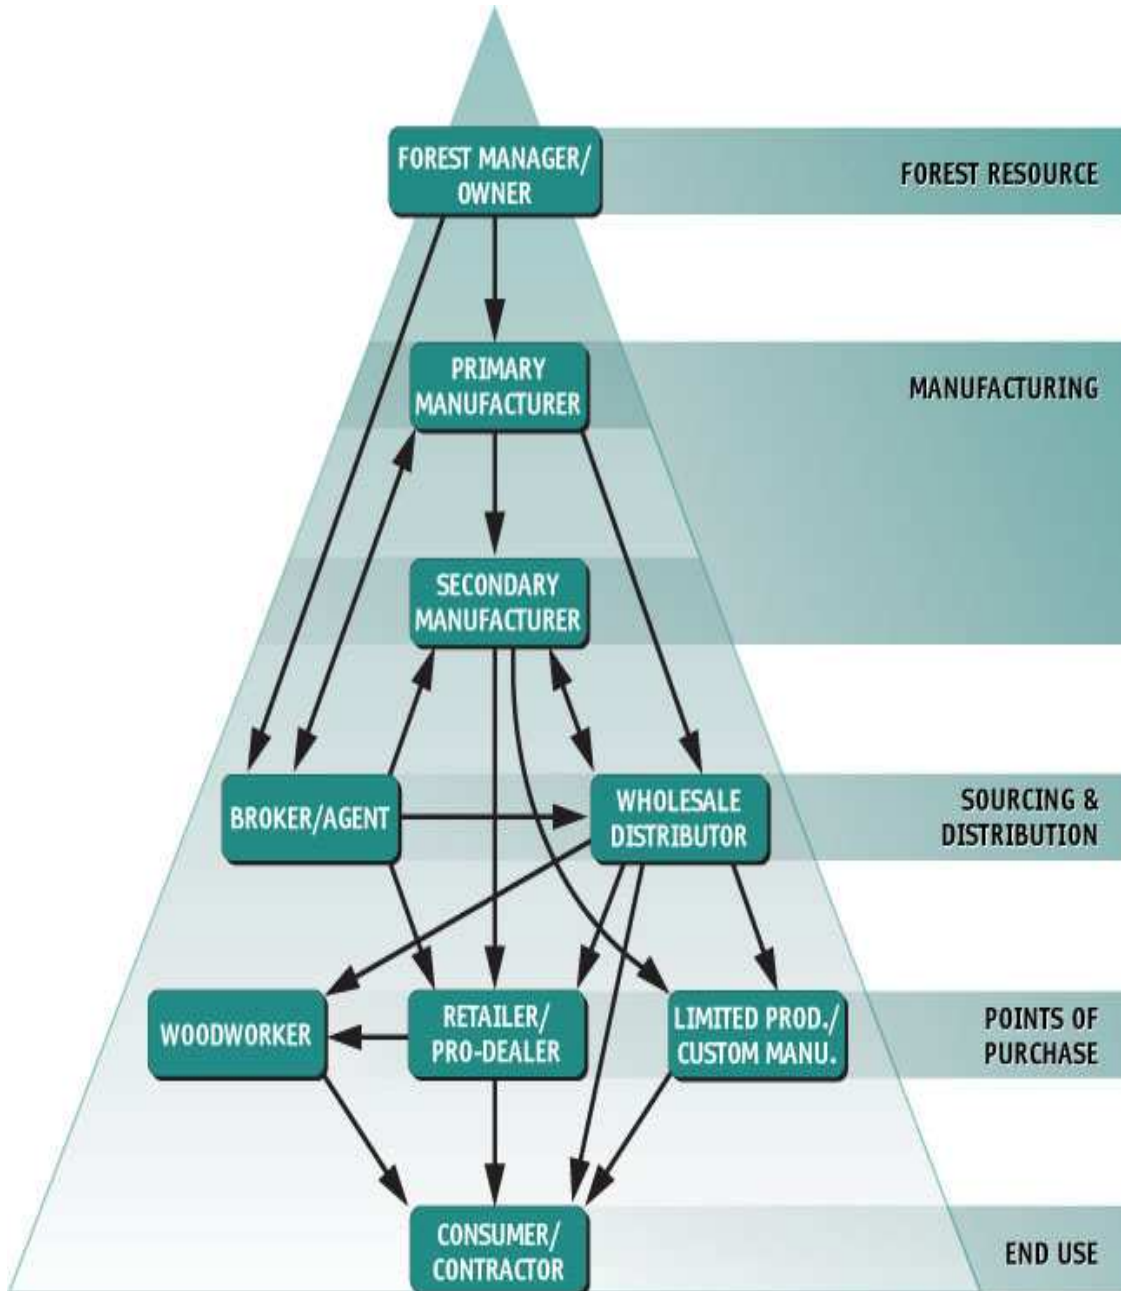 FOREST MANAGER/
OWNER
FOREST RESOURCE
PRIMARY
MANUFACTURER
MANUFACTURING
SECONDARY
MANUFACTURER
BROKER/AGENT
WHOLESALE
DISTRIBUTOR
SOURCING &
DISTRIBUTION
WOODWORKER
RETAILER/
PRO-DEALER
LIMITED PROD./
CUSTOM MANU.
POINTS OF
PURCHASE
CONSUMER/
CONTRACTOR
END USE